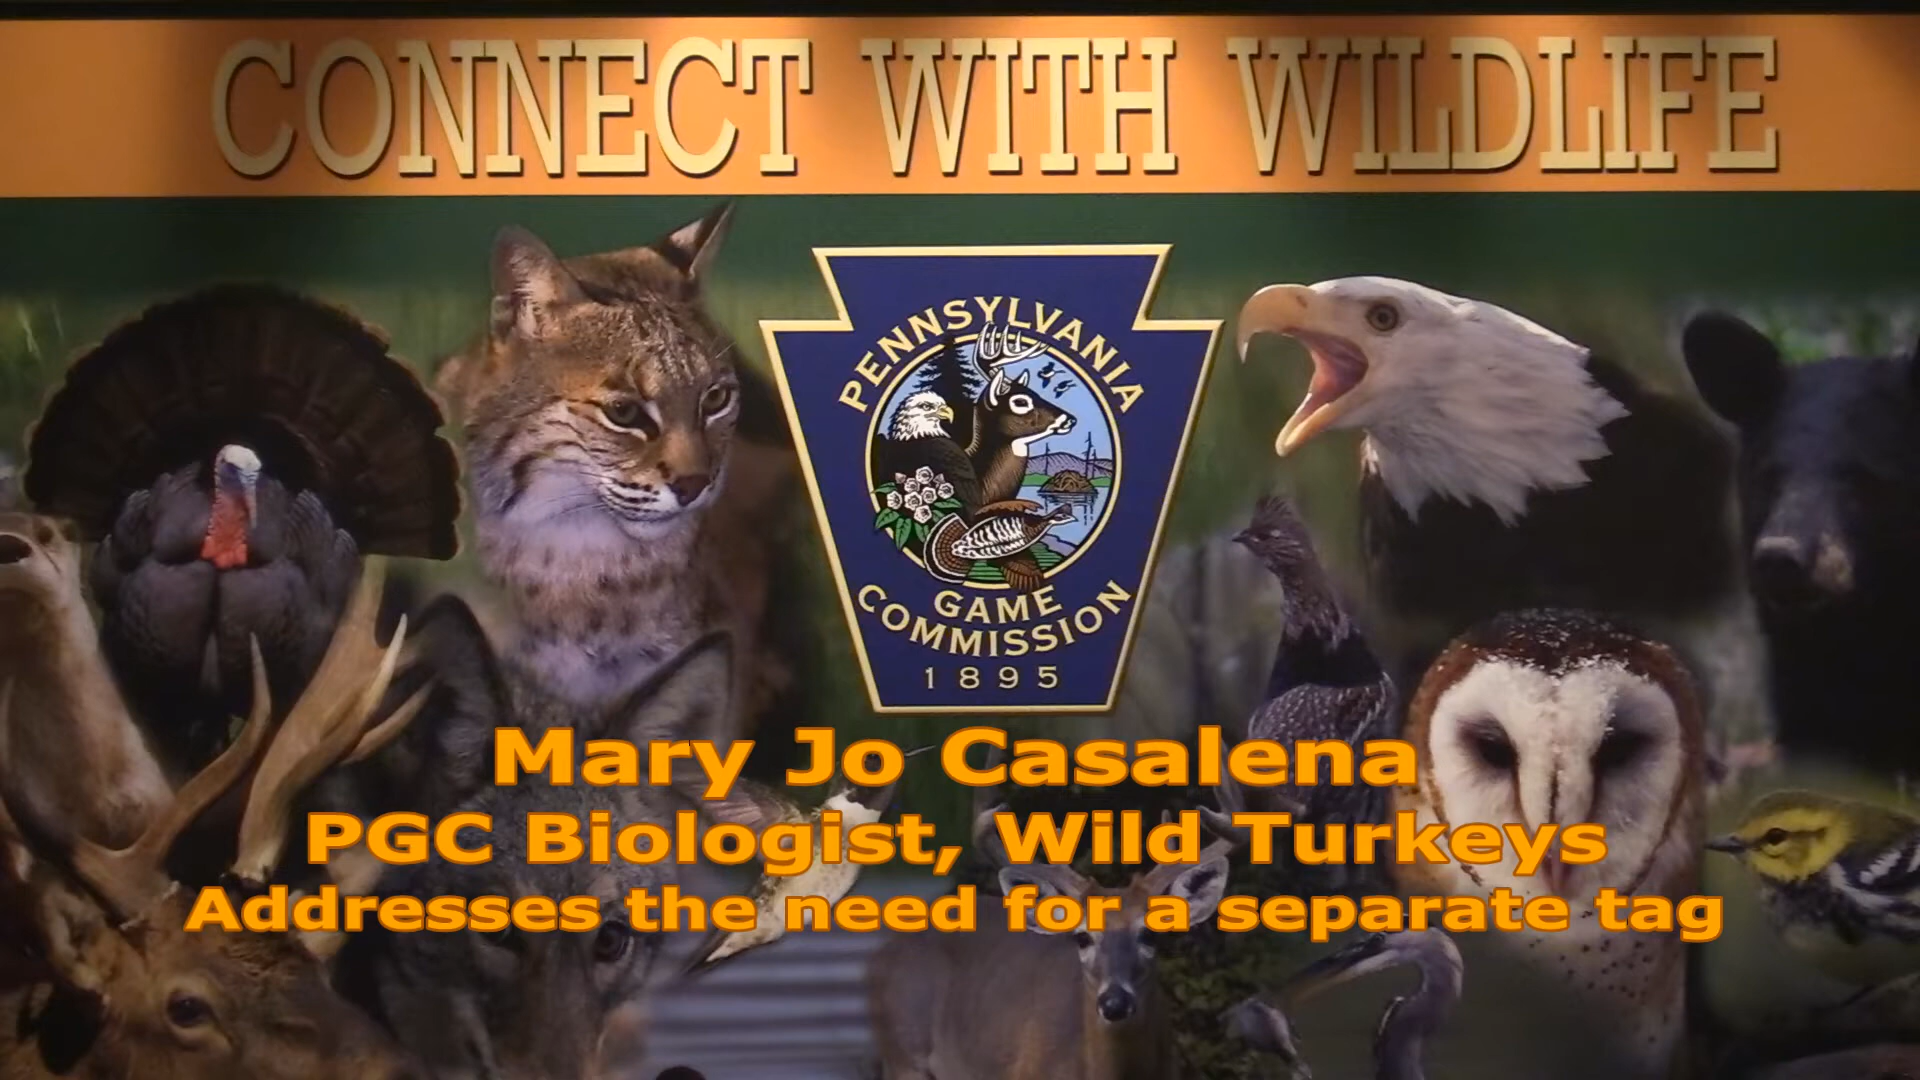 CONNECT WITH WILDLIFE
PENNSYLVANIA
GAME
COMMISSION
1895
Mary Jo Casalena
PGC Biologist, Wild Turkeys
Addresses the need for a separate tag